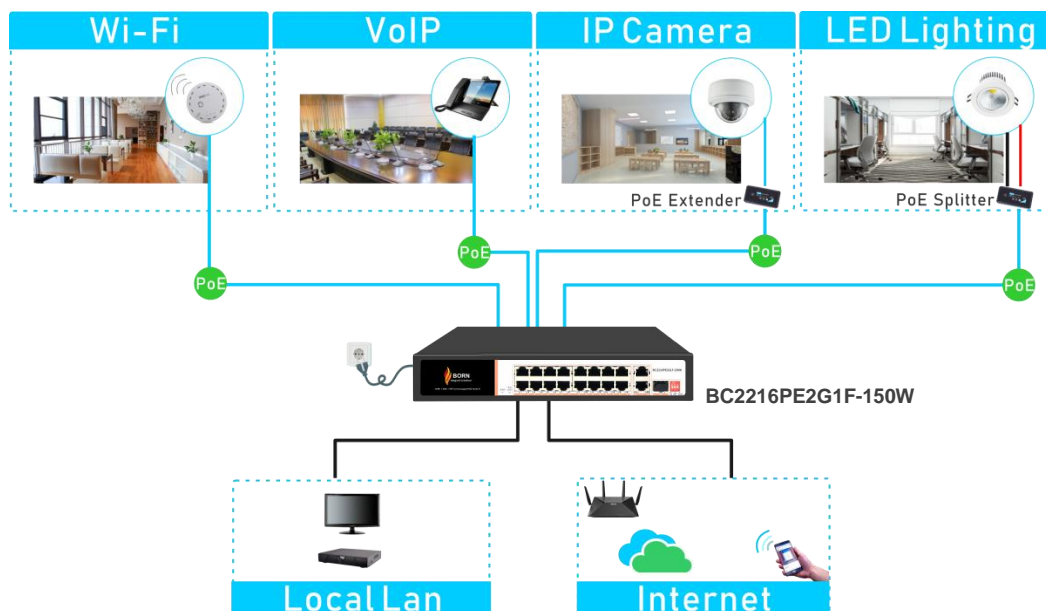 Wi-Fi
VoIP
IP Camera
LED Lighting
PoE Extender
PoE Splitter
PoE
PoE
PoE
PoE
BORN
BC2216PE2G1F-150W
Local Lan
Internet